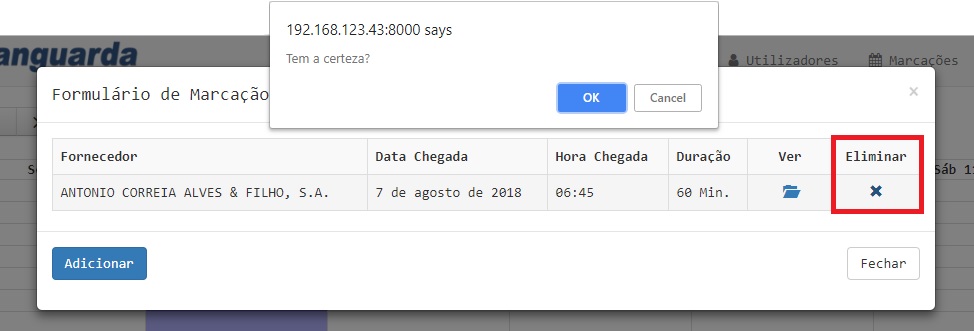 192.168.123.43:8000 says
Tem a certeza?
OK Cancel
anguarda
Utilizadores Marcações
Formulário de Marcação ×
Fornecedor Data Chegada Hora Chegada Duração Ver Eliminar
ANTONIO CORREIA ALVES & FILHO, S.A. 7 de agosto de 2018 06:45 60 Min.
Sáb 11
Adicionar Fechar